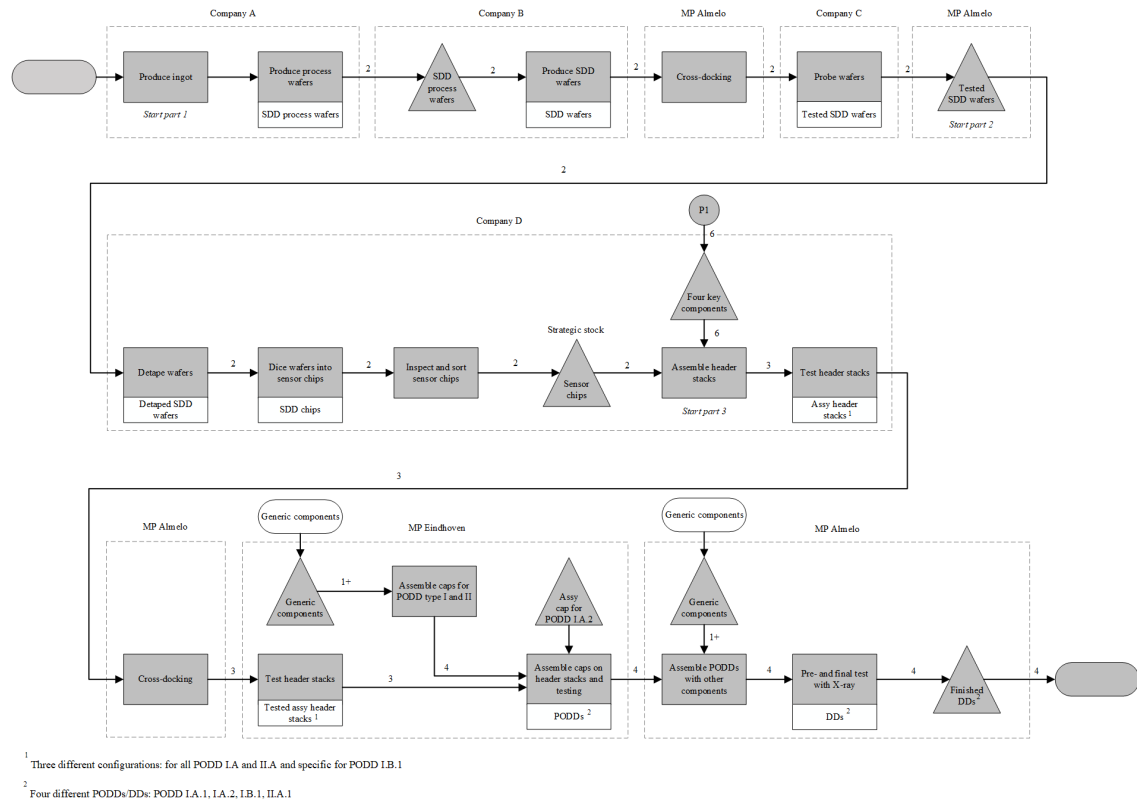 Company A
Company B
MP Almelo
Company C
MP Almelo
Produce ingot
Start part 1
Produce process
wafers
SDD process wafers
2
SDD
process
wafers
2
Produce SDD
wafers
SDD wafers
2
Cross-docking
2
Probe wafers
Tested SDD wafers
2
Tested
SDD wafers
Start part 2
2
Company D
P1
6
Four key
components
6
Detape wafers
Detaped SDD
wafers
2
Dice wafers into
sensor chips
SDD chips
2
Inspect and sort
sensor chips
2
Strategic stock
Sensor
chips
2
Assemble header
stacks
Start part 3
3
Test header stacks
Assy header
stacks 1
3
MP Almelo
Cross-docking
3
MP Eindhoven
Generic components
Generic
components
1+
Assemble caps for
PODD type I and II
4
Assy
cap for
PODD I.A.2
Test header stacks
Tested assy header
stacks 1
3
Assemble caps on
header stacks and
testing
PODDs 2
4
MP Almelo
Generic components
Generic
components
1+
Assemble PODDs
with other
components
4
Pre- and final test
with X-ray
DDs 2
4
Finished
DDs 2
4
1 Three different configurations: for all PODD I.A and II.A and specific for PODD I.B.1
2 Four different PODDs/DDs: PODD I.A.1, I.A.2, I.B.1, II.A.1